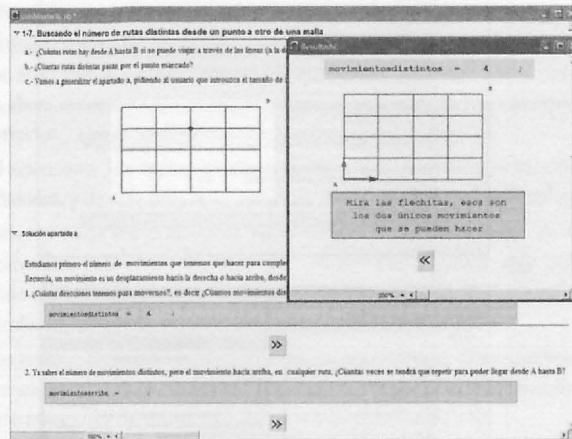 1-7. Buscando el número de rutas distintas desde un punto a otro de una malla
a.- ¿Cuántas rutas hay desde A hasta B si se puede viajar a través de las líneas (a la d
b.- ¿Cuántas rutas distintas pasan por el punto marcado?
c.- Vamos a generalizar el apartado a, pidiendo al usuario que introduzca el tamaño de
B
A
Solución apartado a
Estudiamos primero el número de movimientos que tenemos que hacer para comple
Recuerda, un movimiento es un desplazamiento hacia la derecha o hacia arriba, desde
1. ¿Cuántas direcciones tenemos para movernos?, es decir ¿Cuántos movimientos dis
movimientosdistintos = 4 ;
»
2. Ya sabes el número de movimientos distintos, pero el movimiento hacia arriba, en cualquier ruta, ¿Cuántas veces se tendrá que repetir para poder llegar desde A hasta B?
movimientosarriba =
»
100%
Resultado
movimientosdistintos = 4 ;
B
A
Mira las flechitas, esos son
los dos únicos movimientos
que se pueden hacer
«
100%